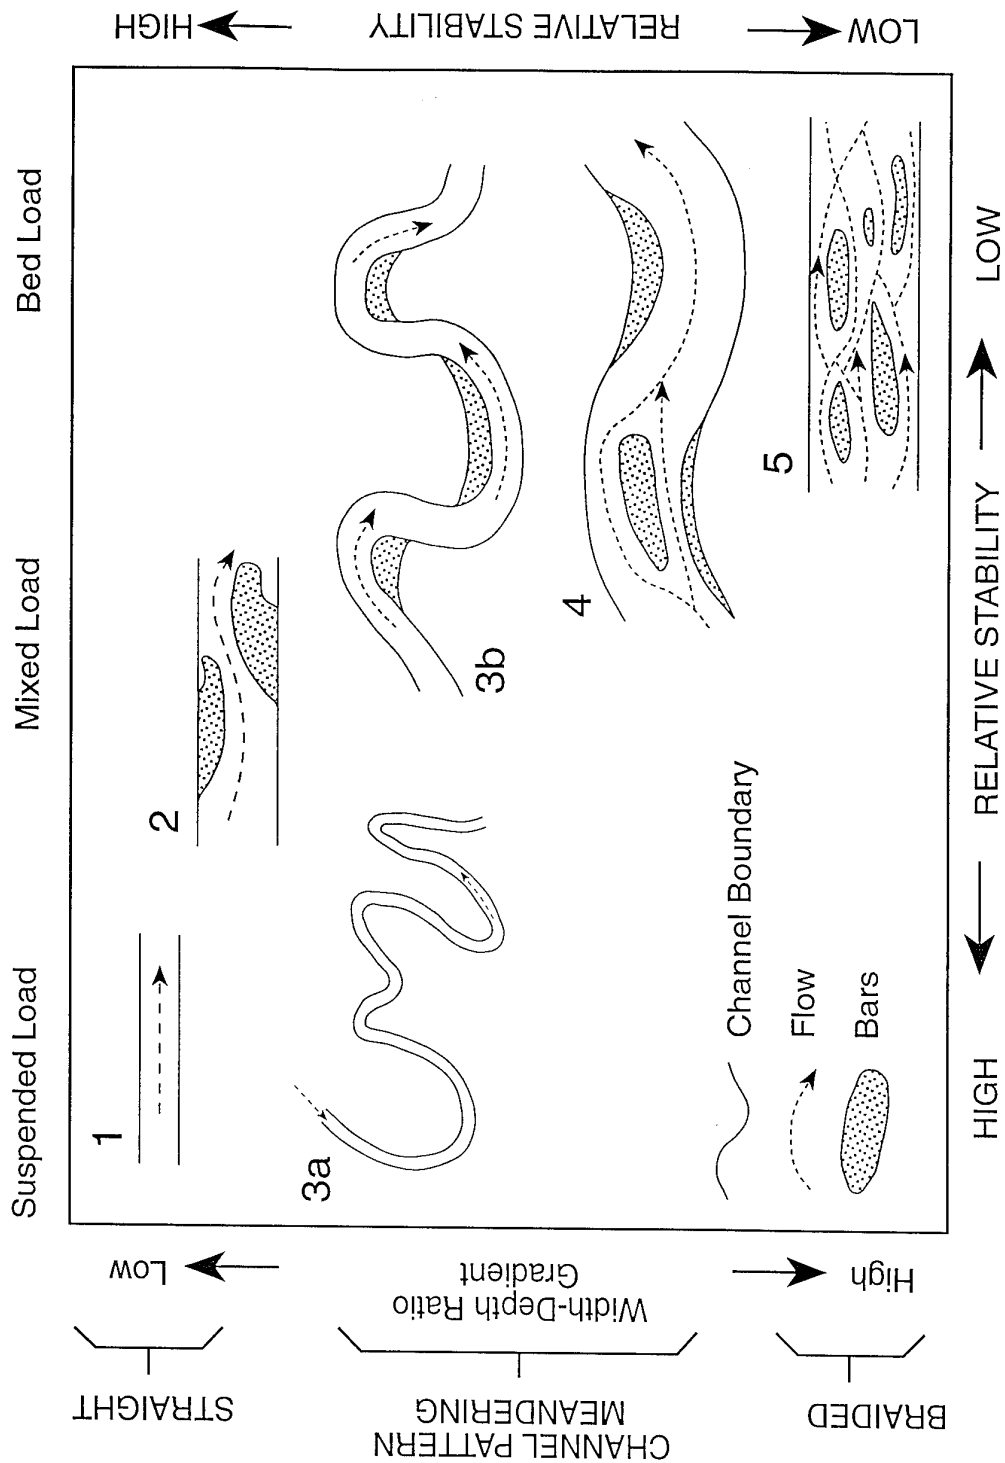 Suspended Load
Mixed Load
Bed Load
STRAIGHT
CHANNEL PATTERN
MEANDERING
BRAIDED
Low
Width-Depth Ratio
Gradient
High
1
2
3a
3b
4
5
Channel Boundary
Flow
Bars
HIGH
RELATIVE STABILITY
LOW
HIGH
RELATIVE STABILITY
LOW